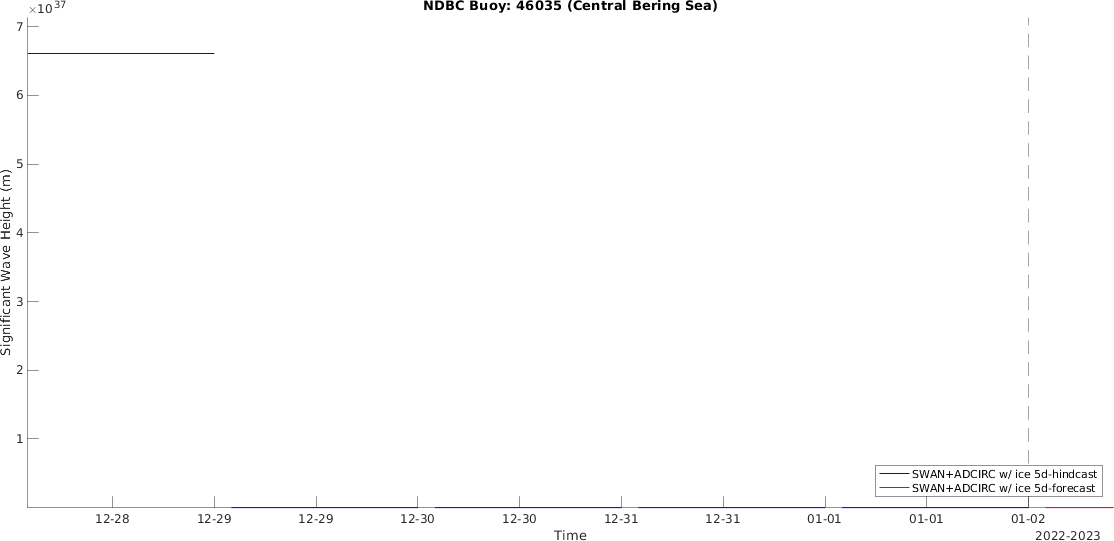 NDBC Buoy: 46035 (Central Bering Sea)
×10^37
7
6
5
4
3
2
1
Significant Wave Height (m)
SWAN+ADCIRC w/ ice 5d-hindcast
SWAN+ADCIRC w/ ice 5d-forecast
12-28 12-29 12-29 12-30 12-30 12-31 12-31 01-01 01-01 01-02
Time
2022-2023